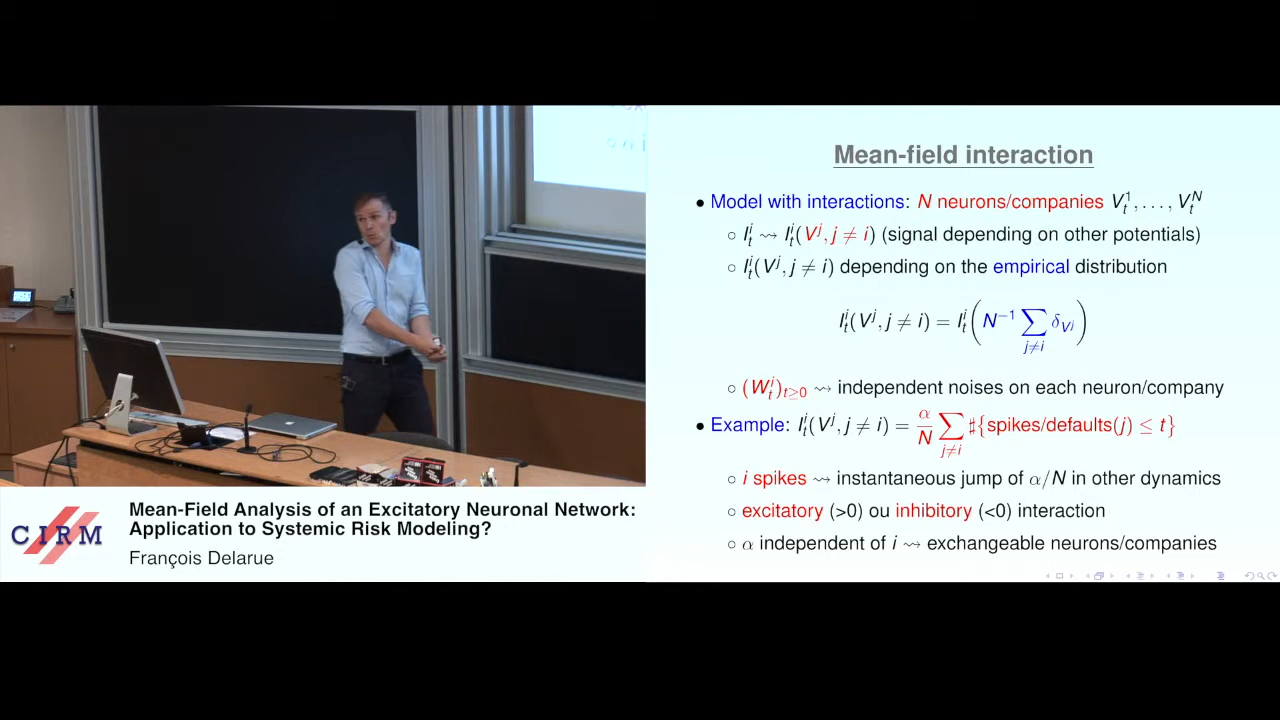 Mean-field interaction
• Model with interactions: N neurons/companies V_t^1, . . . , V_t^N
○ I_t^i ⇝ I_t^i(V^j, j ≠ i) (signal depending on other potentials)
○ I_t^i(V^j, j ≠ i) depending on the empirical distribution
I_t^i(V^j, j ≠ i) = I_t^i(N^{-1} ∑_{j≠i} δ_{V^j})
○ (W_t^i)_{t≥0} ⇝ independent noises on each neuron/company
• Example: I_t^i(V^j, j ≠ i) = α/N ∑_{j≠i} ♯{spikes/defaults(j) ≤ t}
○ i spikes ⇝ instantaneous jump of α/N in other dynamics
○ excitatory (>0) ou inhibitory (<0) interaction
○ α independent of i ⇝ exchangeable neurons/companies
CIRM
Mean-Field Analysis of an Excitatory Neuronal Network:
Application to Systemic Risk Modeling?
François Delarue